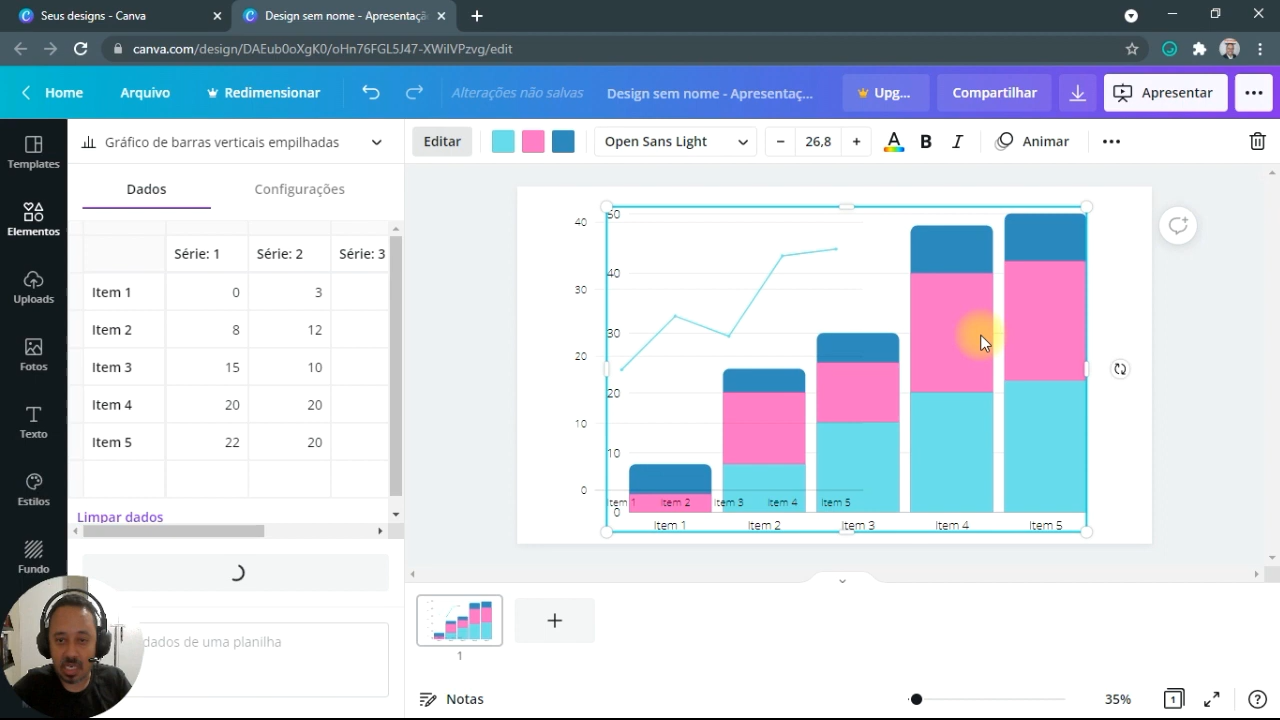 Seus designs - Canva
Design sem nome - Apresentaçã
canva.com/design/DAEub0oXgK0/oHn76FGL5J47-XWilVPzvg/edit
Home
Arquivo
Redimensionar
Alterações não salvas
Design sem nome - Apresentaç...
Upg...
Compartilhar
Apresentar
Templates
Elementos
Uploads
Fotos
Texto
Estilos
Fundo
Gráfico de barras verticais empilhadas
Dados
Configurações
Série: 1 Série: 2 Série: 3
Item 1 0 3
Item 2 8 12
Item 3 15 10
Item 4 20 20
Item 5 22 20
Limpar dados
dados de uma planilha
Editar
Open Sans Light
26,8
A B I
Animar
40
30
20
10
0
50
40
30
20
10
0
Item 1 Item 2 Item 3 Item 4 Item 5
Item 1 Item 2 Item 3 Item 4 Item 5
1
Notas
35%
1